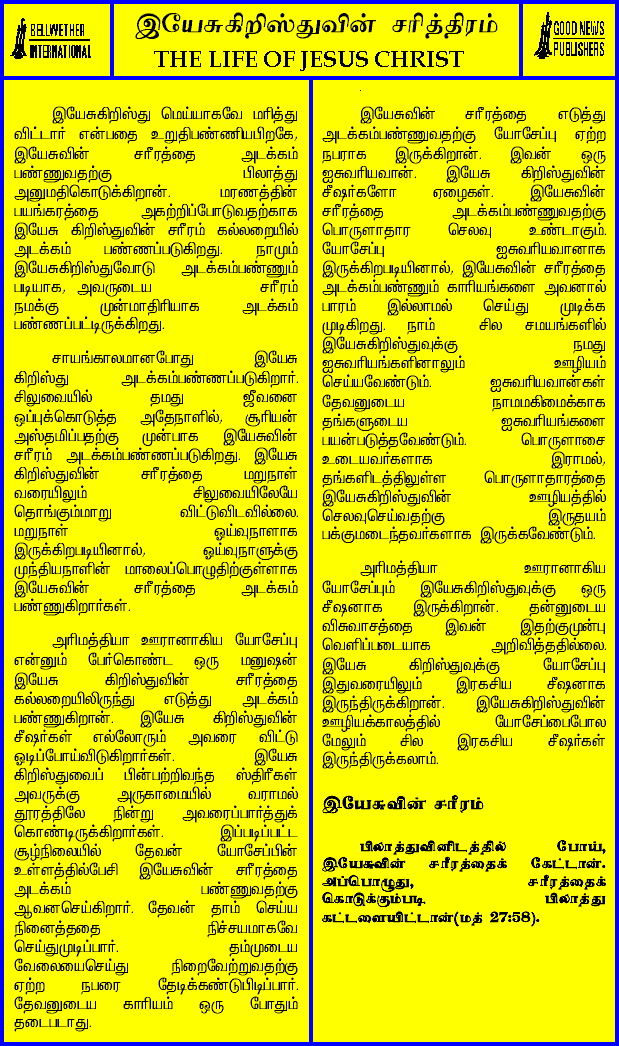 BELLWETHER
INTERNATIONAL
இயேசுகிறிஸ்துவின் சரித்திரம்
THE LIFE OF JESUS CHRIST
GOOD NEWS
PUBLISHERS
இயேசுகிறிஸ்து மெய்யாகவே மரித்து
விட்டார் என்பதை உறுதிபண்ணியபிறகே,
இயேசுவின் சரீரத்தை அடக்கம்
பண்ணுவதற்கு பிலாத்து
அனுமதிகொடுக்கிறான். மரணத்தின்
பயங்கரத்தை அகற்றிப்போடுவதற்காக
இயேசு கிறிஸ்துவின் சரீரம் கல்லறையில்
அடக்கம் பண்ணப்படுகிறது. நாமும்
இயேசுகிறிஸ்துவோடு அடக்கம்பண்ணும்
படியாக, அவருடைய சரீரம்
நமக்கு முன்மாதிரியாக அடக்கம்
பண்ணப்பட்டிருக்கிறது.
சாயங்காலமானபோது இயேசு
கிறிஸ்து அடக்கம்பண்ணப்படுகிறார்.
சிலுவையில் தமது ஜீவனை
ஒப்புக்கொடுத்த அதேநாளில், சூரியன்
அஸ்தமிப்பதற்கு முன்பாக இயேசுவின்
சரீரம் அடக்கம்பண்ணப்படுகிறது. இயேசு
கிறிஸ்துவின் சரீரத்தை மறுநாள்
வரையிலும் சிலுவையிலேயே
தொங்கும்மாறு விட்டுவிடவில்லை.
மறுநாள் ஓய்வுநாளாக
இருக்கிறபடியினால், ஓய்வுநாளுக்கு
முந்தியநாளின் மாலைப்பொழுதிற்குள்ளாக
இயேசுவின் சரீரத்தை அடக்கம்
பண்ணுகிறார்கள்.
அரிமத்தியா ஊரானாகிய யோசேப்பு
என்னும் பேர்கொண்ட ஒரு மனுஷன்
இயேசு கிறிஸ்துவின் சரீரத்தை
கல்லறையிலிருந்து எடுத்து அடக்கம்
பண்ணுகிறான். இயேசு கிறிஸ்துவின்
சீஷர்கள் எல்லோரும் அவரை விட்டு
ஓடிப்போய்விடுகிறார்கள். இயேசு
கிறிஸ்துவைப் பின்பற்றிவந்த ஸ்திரீகள்
அவருக்கு அருகாமையில் வராமல்
தூரத்திலே நின்று அவரைப்பார்த்துக்
கொண்டிருக்கிறார்கள். இப்படிப்பட்ட
சூழ்நிலையில் தேவன் யோசேப்பின்
உள்ளத்தில்பேசி இயேசுவின் சரீரத்தை
அடக்கம் பண்ணுவதற்கு
ஆவனசெய்கிறார். தேவன் தாம் செய்ய
நினைத்ததை நிச்சயமாகவே
செய்துமுடிப்பார். தம்முடைய
வேலையைசெய்து நிறைவேற்றுவதற்கு
ஏற்ற நபரை தேடிக்கண்டுபிடிப்பார்.
தேவனுடைய காரியம் ஒரு போதும்
தடைபடாது.
இயேசுவின் சரீரத்தை எடுத்து
அடக்கம்பண்ணுவதற்கு யோசேப்பு ஏற்ற
நபராக இருக்கிறான். இவன் ஒரு
ஐசுவரியவான். இயேசு கிறிஸ்துவின்
சீஷர்களோ ஏழைகள். இயேசுவின்
சரீரத்தை அடக்கம்பண்ணுவதற்கு
பொருளாதார செலவு உண்டாகும்.
யோசேப்பு ஐசுவரியவானாக
இருக்கிறபடியினால், இயேசுவின் சரீரத்தை
அடக்கம்பண்ணும் காரியங்களை அவனால்
பாரம் இல்லாமல் செய்து முடிக்க
முடிகிறது. நாம் சில சமயங்களில்
இயேசுகிறிஸ்துவுக்கு நமது
ஐசுவரியங்களினாலும் ஊழியம்
செய்யவேண்டும். ஐசுவரியவான்கள்
தேவனுடைய நாமமகிமைக்காக
தங்களுடைய ஐசுவரியங்களை
பயன்படுத்தவேண்டும். பொருளாசை
உடையவர்களாக இராமல்,
தங்களிடத்திலுள்ள பொருளாதாரத்தை
இயேசுகிறிஸ்துவின் ஊழியத்தில்
செலவுசெய்வதற்கு இருதயம்
பக்குமடைந்தவர்களாக இருக்கவேண்டும்.
அரிமத்தியா ஊரானாகிய
யோசேப்பும் இயேசுகிறிஸ்துவுக்கு ஒரு
சீஷனாக இருக்கிறான். தன்னுடைய
விசுவாசத்தை இவன் இதற்குமுன்பு
வெளிப்படையாக அறிவித்ததில்லை.
இயேசு கிறிஸ்துவுக்கு யோசேப்பு
இதுவரையிலும் இரகசிய சீஷனாக
இருந்திருக்கிறான். இயேசுகிறிஸ்துவின்
ஊழியக்காலத்தில் யோசேப்பைபோல
மேலும் சில இரகசிய சீஷர்கள்
இருந்திருக்கலாம்.
இயேசுவின் சரீரம்
பிலாத்துவினிடத்தில் போய்,
இயேசுவின் சரீரத்தைக் கேட்டான்.
அப்பொழுது, சரீரத்தைக்
கொடுக்கும்படி பிலாத்து
கட்டளையிட்டான்(மத் 27:58).